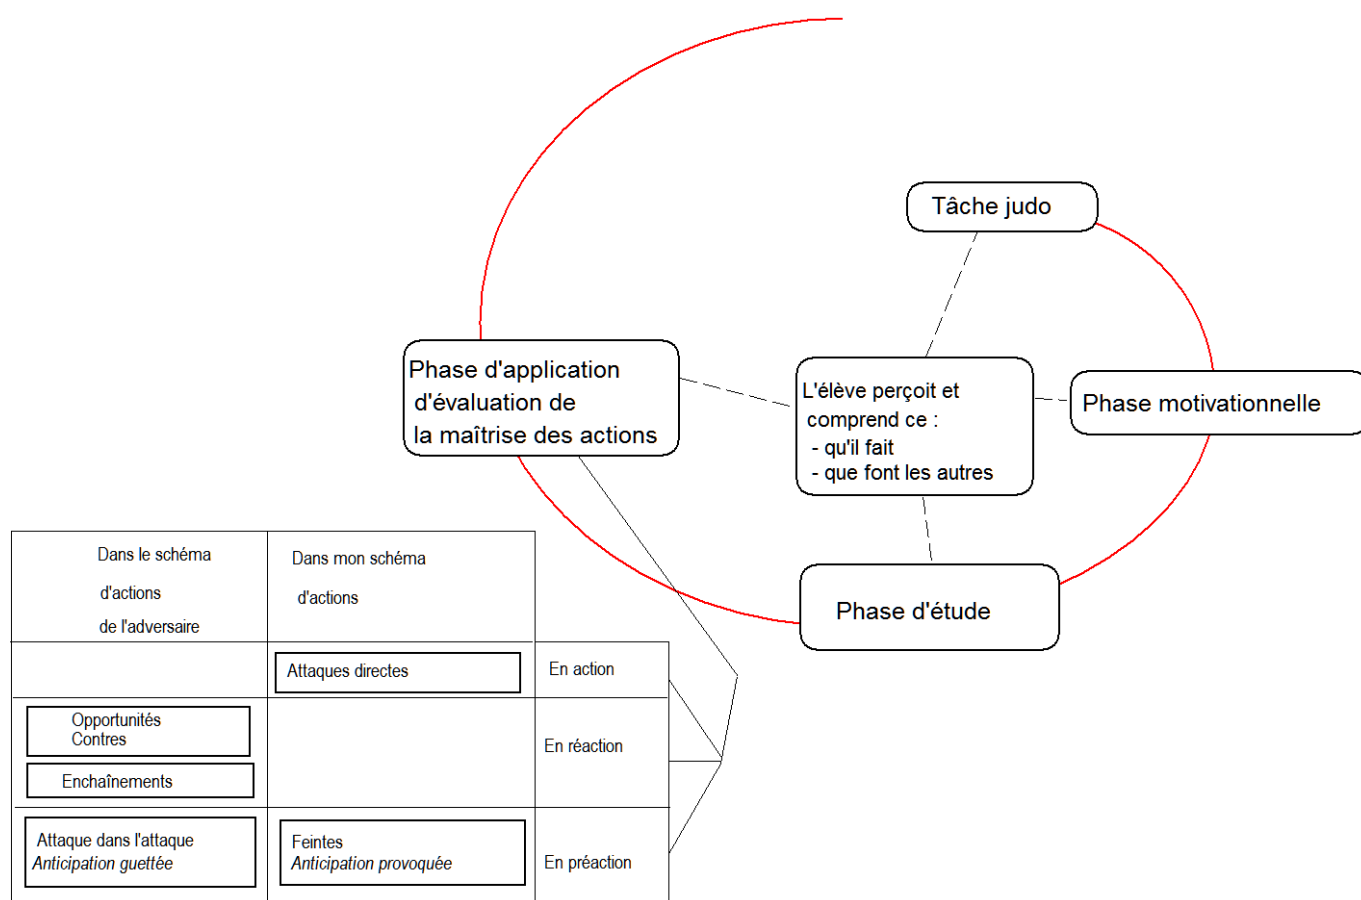 Tâche judo
Phase d'application
d'évaluation de
la maîtrise des actions
L'élève perçoit et
comprend ce :
- qu'il fait
- que font les autres
Phase motivationnelle
Phase d'étude
Dans le schéma
d'actions
de l'adversaire
Dans mon schéma
d'actions
Attaques directes
En action
Opportunités
Contres
Enchaînements
En réaction
Attaque dans l'attaque
Anticipation guettée
Feintes
Anticipation provoquée
En préaction